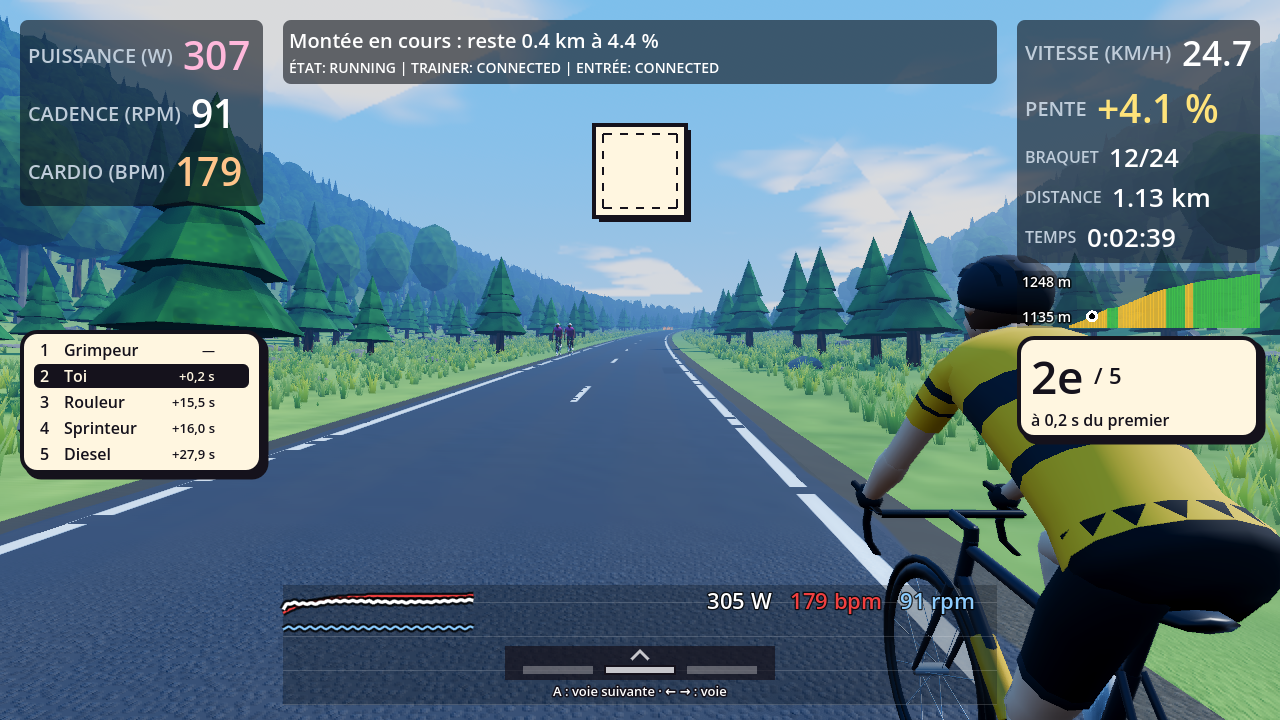 PUISSANCE (W) 307
CADENCE (RPM) 91
CARDIO (BPM) 179
Montée en cours : reste 0.4 km à 4.4 %
ÉTAT: RUNNING | TRAINER: CONNECTED | ENTRÉE: CONNECTED
VITESSE (KM/H) 24.7
PENTE +4.1 %
BRAQUET 12/24
DISTANCE 1.13 km
TEMPS 0:02:39
1248 m
1135 m
1 Grimpeur —
2 Toi +0,2 s
3 Rouleur +15,5 s
4 Sprinteur +16,0 s
5 Diesel +27,9 s
2e / 5
à 0,2 s du premier
305 W 179 bpm 91 rpm
A : voie suivante · ← → : voie